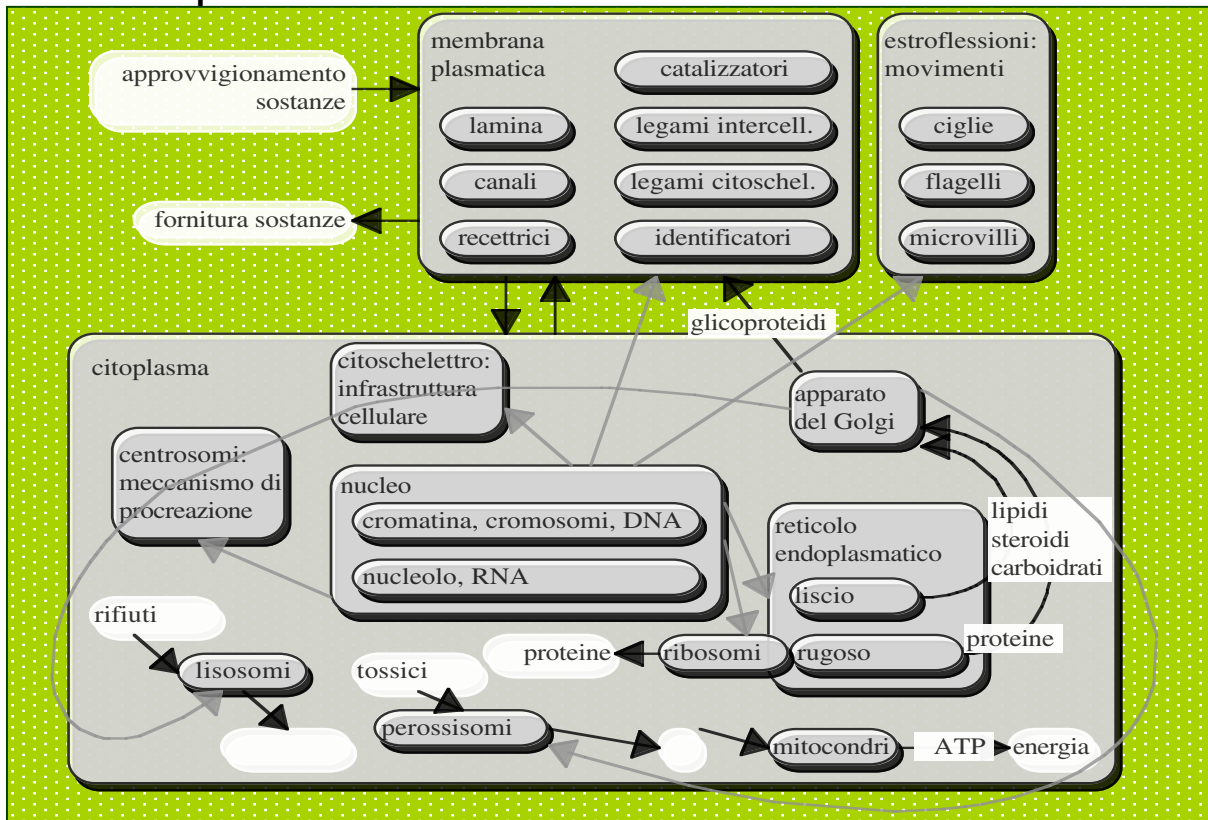 approvvigionamento
sostanze
fornitura sostanze
membrana
plasmatica
catalizzatori
lamina
legami intercell.
canali
legami citoschel.
recettrici
identificatori
estroflessioni:
movimenti
ciglie
flagelli
microvilli
glicoproteidi
citoplasma
citoschelettro:
infrastruttura
cellulare
apparato
del Golgi
centrosomi:
meccanismo di
procreazione
nucleo
cromatina, cromosomi, DNA
nucleolo, RNA
reticolo
endoplasmatico
lipidi
steroidi
carboidrati
liscio
rugoso
proteine
ribosomi
proteine
rifiuti
lisosomi
tossici
perossisomi
mitocondri
ATP
energia